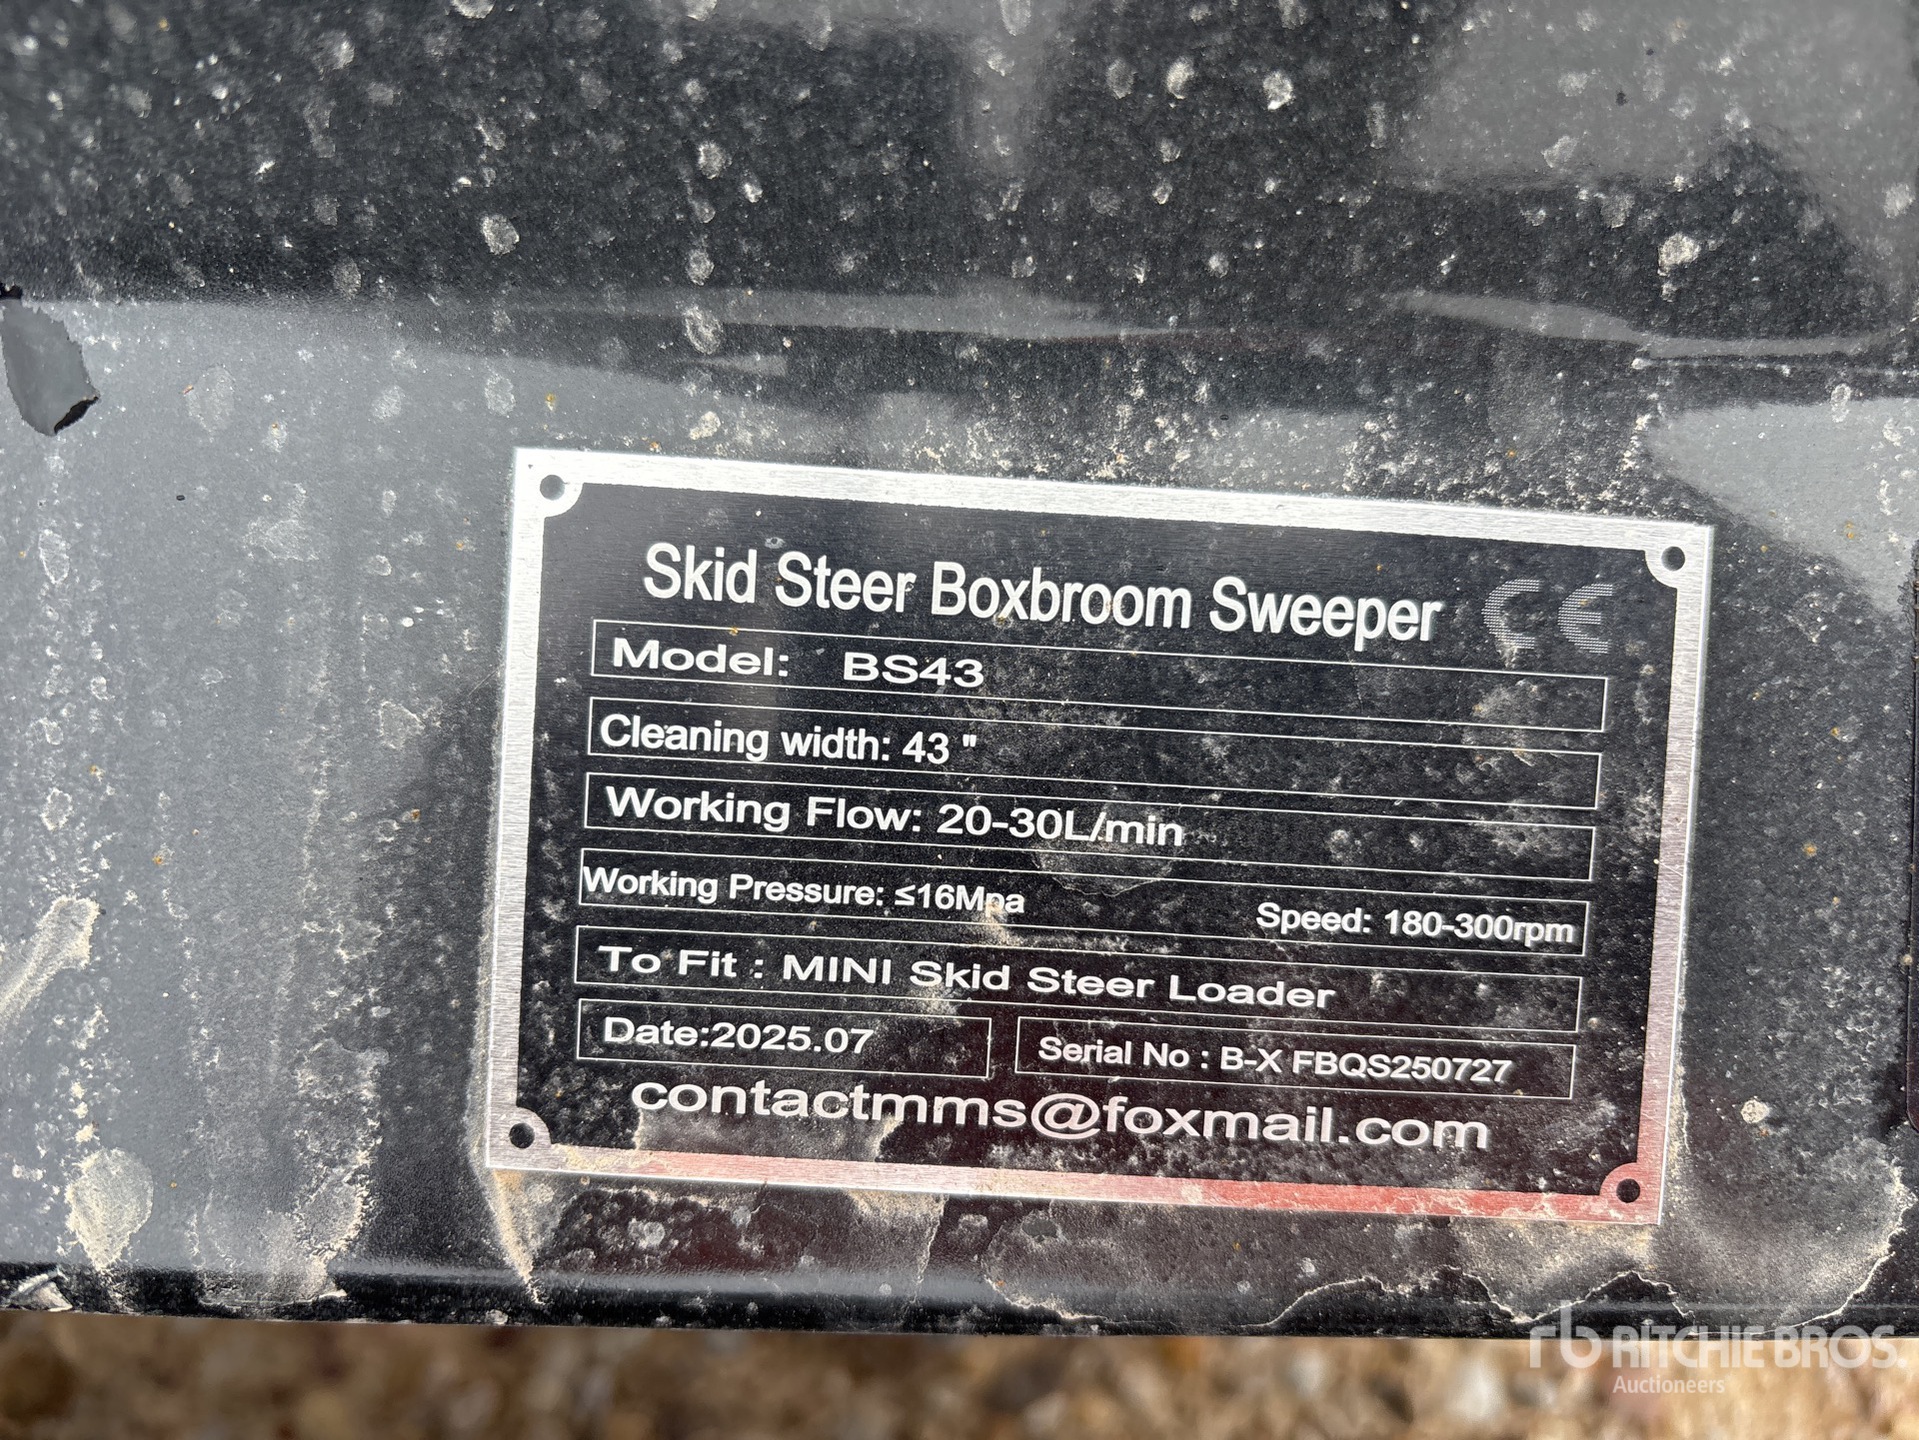 Skid Steer Boxbroom Sweeper CE
Model: BS43
Cleaning width: 43 "
Working Flow: 20-30L/min
Working Pressure: ≤16Mpa Speed: 180-300rpm
To Fit : MINI Skid Steer Loader
Date:2025.07 Serial No : B-X FBQS250727
contactmms@foxmail.com
rb RITCHIE BROS.
Auctioneers